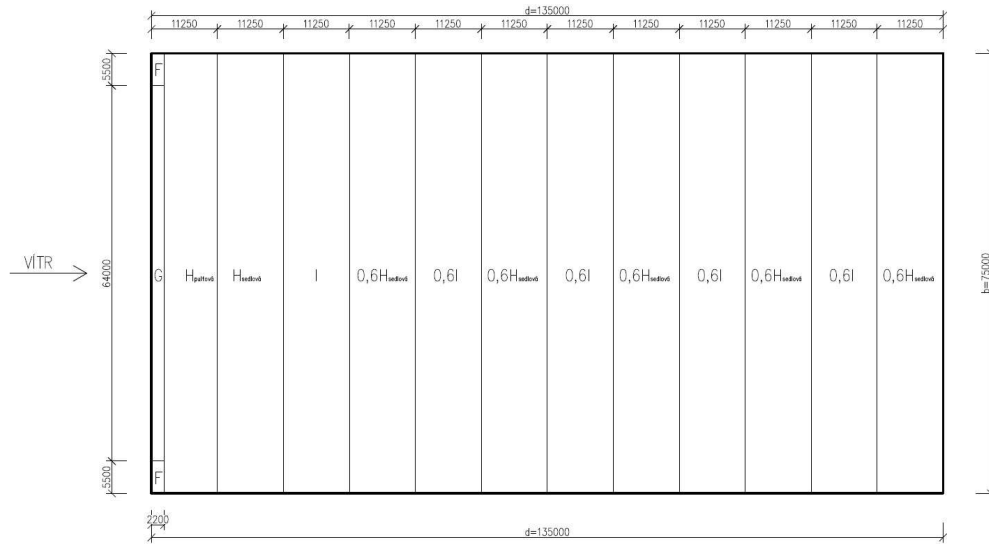 d=135000
11250 11250 11250 11250 11250 11250 11250 11250 11250 11250 11250 11250
5500
F
VÍTR
64000
G Hpultová Hsedlová I 0,6Hsedlová 0,6I 0,6Hsedlová 0,6I 0,6Hsedlová 0,6I 0,6Hsedlová 0,6I 0,6Hsedlová
b=75000
5500
F
2200
d=135000